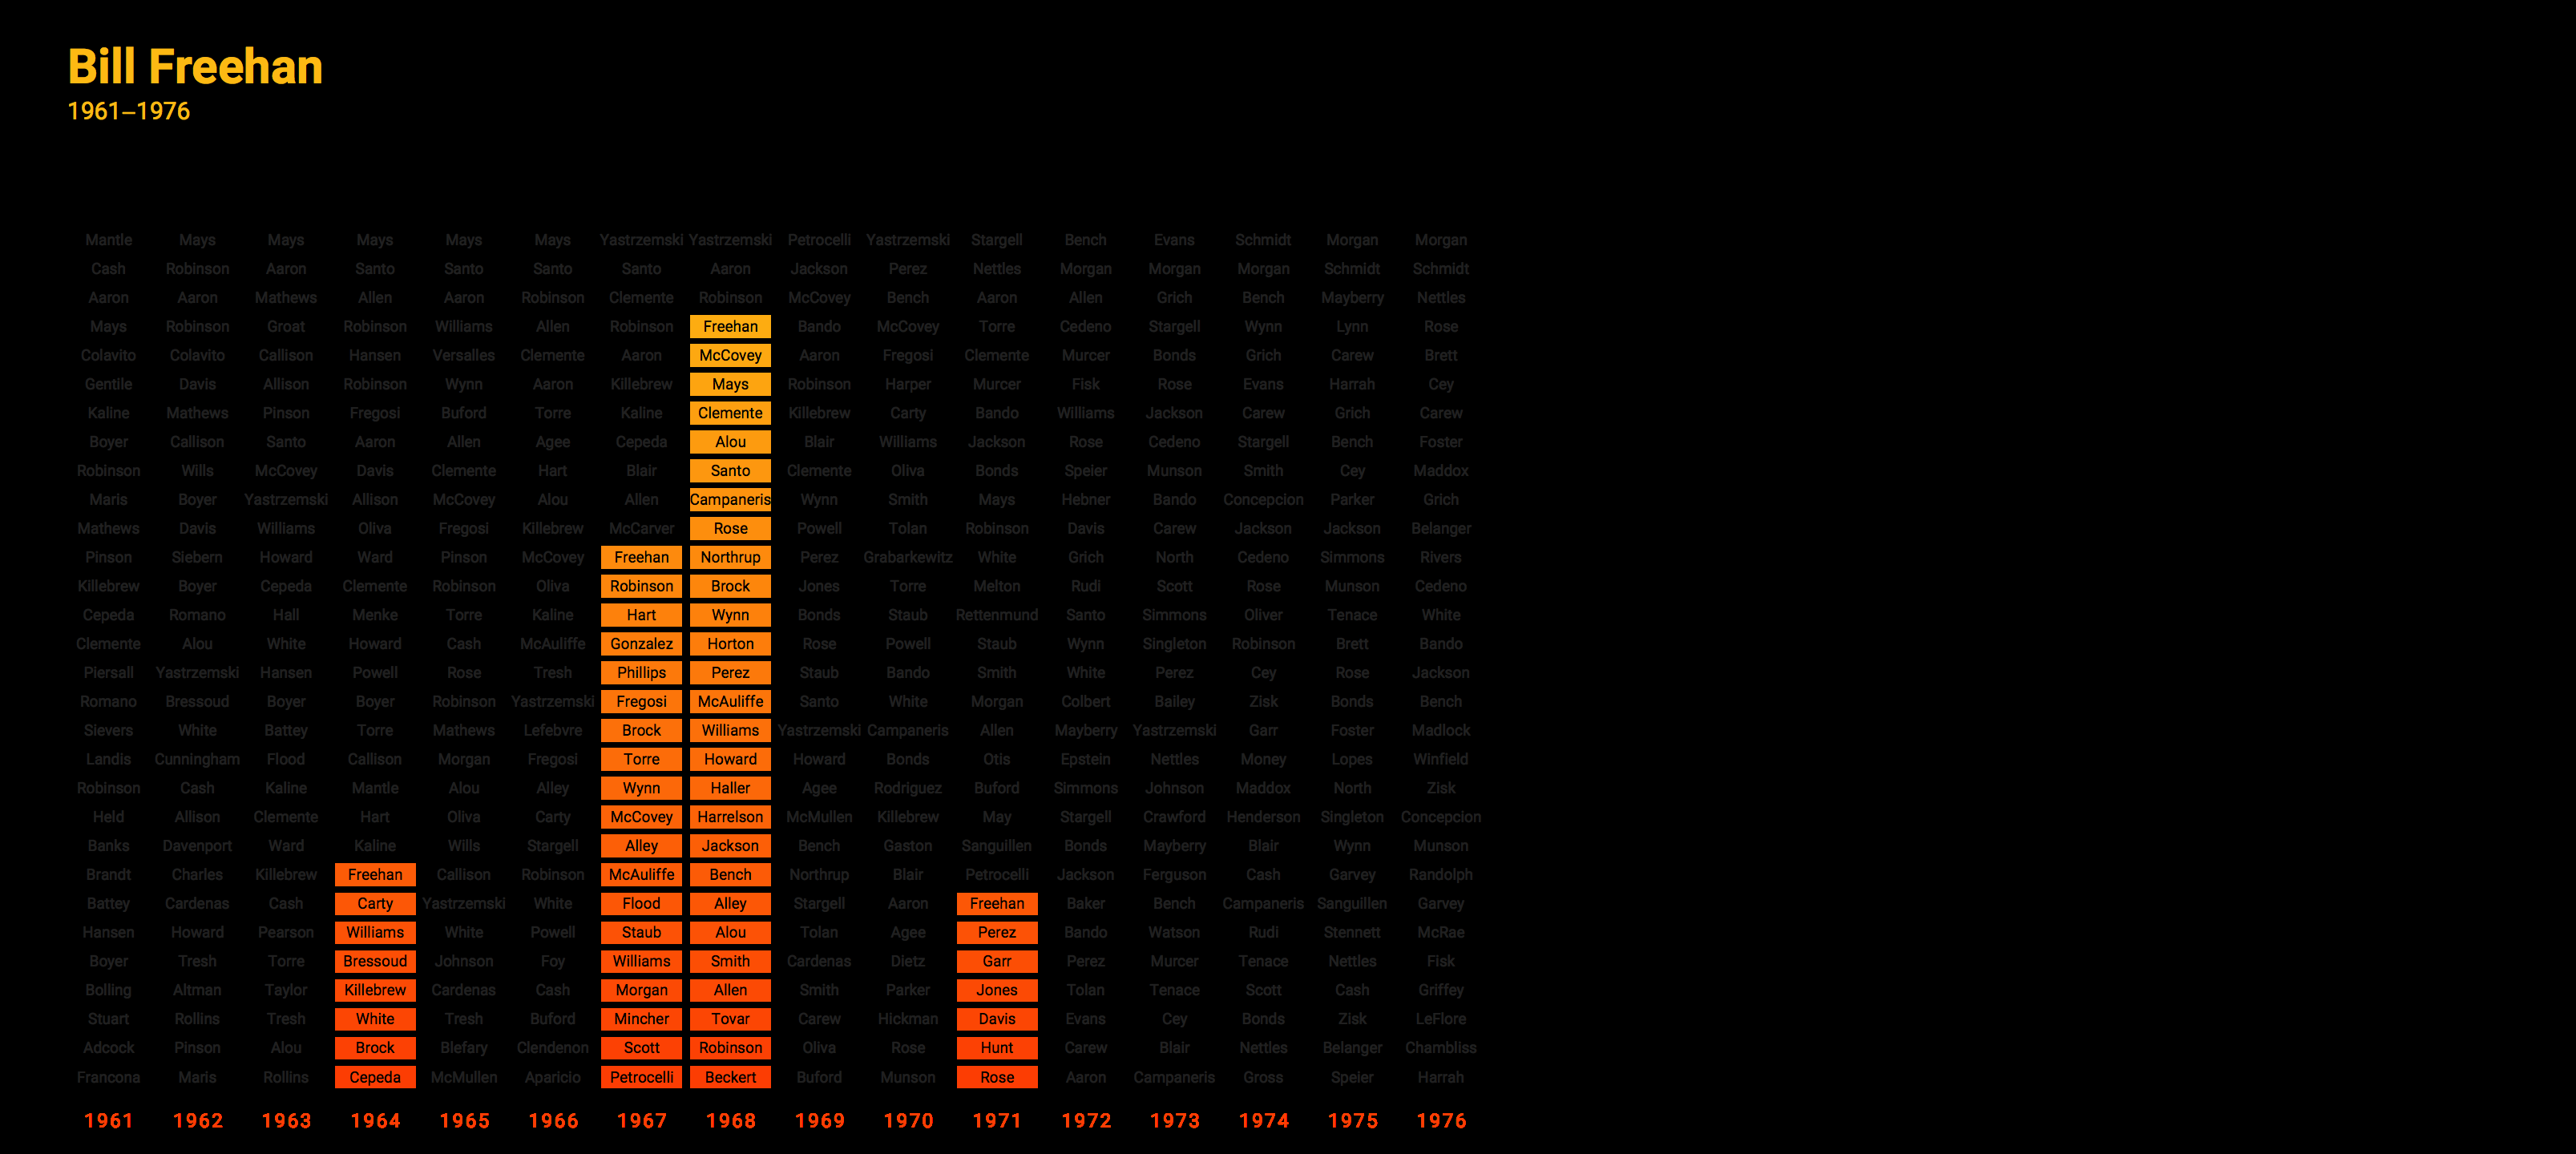 Bill Freehan
1961–1976
Mantle Mays Mays Mays Mays Mays Yastrzemski Yastrzemski Petrocelli Yastrzemski Stargell Bench Evans Schmidt Morgan Morgan
Cash Robinson Aaron Santo Santo Santo Santo Aaron Jackson Perez Nettles Morgan Morgan Morgan Schmidt Schmidt
Aaron Aaron Mathews Allen Aaron Robinson Clemente Robinson McCovey Bench Aaron Allen Grich Bench Mayberry Nettles
Mays Robinson Groat Robinson Williams Allen Robinson Freehan Bando McCovey Torre Cedeno Stargell Wynn Lynn Rose
Colavito Colavito Callison Hansen Versalles Clemente Aaron McCovey Aaron Fregosi Clemente Murcer Bonds Grich Carew Brett
Gentile Davis Allison Robinson Wynn Aaron Killebrew Mays Robinson Harper Murcer Fisk Rose Evans Harrah Cey
Kaline Mathews Pinson Fregosi Buford Torre Kaline Clemente Killebrew Carty Bando Williams Jackson Carew Grich Carew
Boyer Callison Santo Aaron Allen Agee Cepeda Alou Blair Williams Jackson Rose Cedeno Stargell Bench Foster
Robinson Wills McCovey Davis Clemente Hart Blair Santo Clemente Oliva Bonds Speier Munson Smith Cey Maddox
Maris Boyer Yastrzemski Allison McCovey Alou Allen Campaneris Wynn Smith Mays Hebner Bando Concepcion Parker Grich
Mathews Davis Williams Oliva Fregosi Killebrew McCarver Rose Powell Tolan Robinson Davis Carew Jackson Jackson Belanger
Pinson Siebern Howard Ward Pinson McCovey Freehan Northrup Perez Grabarkewitz White Grich North Cedeno Simmons Rivers
Killebrew Boyer Cepeda Clemente Robinson Oliva Robinson Brock Jones Torre Melton Rudi Scott Rose Munson Cedeno
Cepeda Romano Hall Menke Torre Kaline Hart Wynn Bonds Staub Rettenmund Santo Simmons Oliver Tenace White
Clemente Alou White Howard Cash McAuliffe Gonzalez Horton Rose Powell Staub Wynn Singleton Robinson Brett Bando
Piersall Yastrzemski Hansen Powell Rose Tresh Phillips Perez Staub Bando Smith White Perez Cey Rose Jackson
Romano Bressoud Boyer Boyer Robinson Yastrzemski Fregosi McAuliffe Santo White Morgan Colbert Bailey Zisk Bonds Bench
Sievers White Battey Torre Mathews Lefebvre Brock Williams Yastrzemski Campaneris Allen Mayberry Yastrzemski Garr Foster Madlock
Landis Cunningham Flood Callison Morgan Fregosi Torre Howard Howard Bonds Otis Epstein Nettles Money Lopes Winfield
Robinson Cash Kaline Mantle Alou Alley Wynn Haller Agee Rodriguez Buford Simmons Johnson Maddox North Zisk
Held Allison Clemente Hart Oliva Carty McCovey Harrelson McMullen Killebrew May Stargell Crawford Henderson Singleton Concepcion
Banks Davenport Ward Kaline Wills Stargell Alley Jackson Bench Gaston Sanguillen Bonds Mayberry Blair Wynn Munson
Brandt Charles Killebrew Freehan Callison Robinson McAuliffe Bench Northrup Blair Petrocelli Jackson Ferguson Cash Garvey Randolph
Battey Cardenas Cash Carty Yastrzemski White Flood Alley Stargell Aaron Freehan Baker Bench Campaneris Sanguillen Garvey
Hansen Howard Pearson Williams White Powell Staub Alou Tolan Agee Perez Bando Watson Rudi Stennett McRae
Boyer Tresh Torre Bressoud Johnson Foy Williams Smith Cardenas Dietz Garr Perez Murcer Tenace Nettles Fisk
Bolling Altman Taylor Killebrew Cardenas Cash Morgan Allen Smith Parker Jones Tolan Tenace Scott Cash Griffey
Stuart Rollins Tresh White Tresh Buford Mincher Tovar Carew Hickman Davis Evans Cey Bonds Zisk LeFlore
Adcock Pinson Alou Brock Blefary Clendenon Scott Robinson Oliva Rose Hunt Carew Blair Nettles Belanger Chambliss
Francona Maris Rollins Cepeda McMullen Aparicio Petrocelli Beckert Buford Munson Rose Aaron Campaneris Gross Speier Harrah
1961 1962 1963 1964 1965 1966 1967 1968 1969 1970 1971 1972 1973 1974 1975 1976